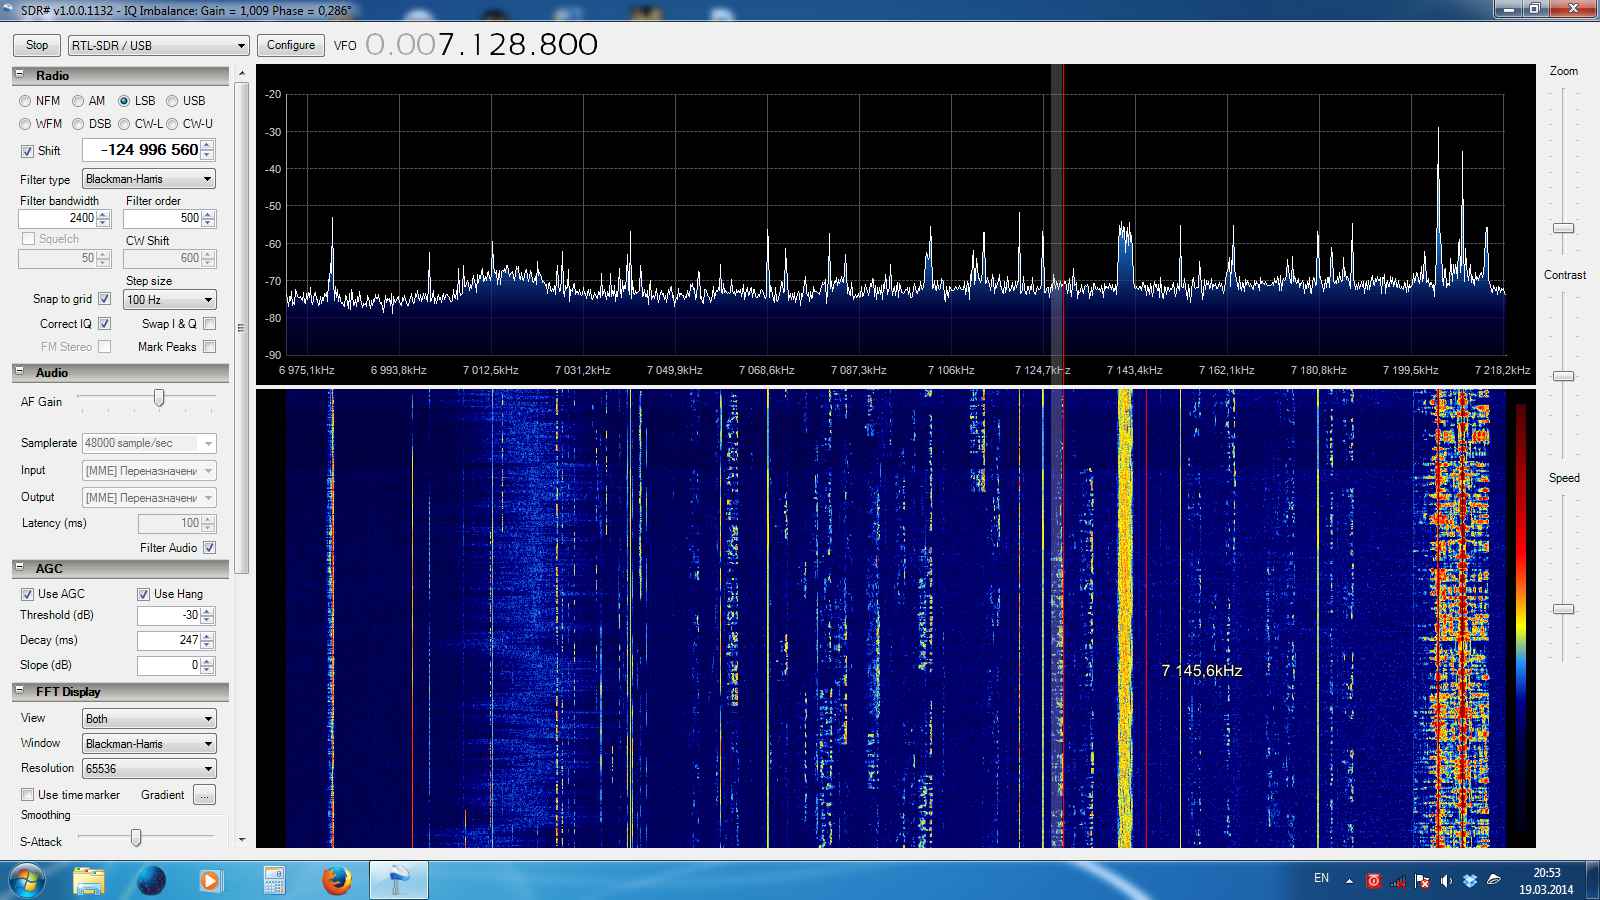 SDR# v1.0.0.1132 - IQ Imbalance: Gain = 1,009 Phase = 0,286°
Stop RTL-SDR / USB Configure VFO 0.007.128.800
Radio
NFM AM LSB USB
WFM DSB CW-L CW-U
Shift -124 996 560
Filter type Blackman-Harris
Filter bandwidth Filter order
2400 500
Squelch CW Shift
50 600
Step size
Snap to grid 100 Hz
Correct IQ Swap I & Q
FM Stereo Mark Peaks
Audio
AF Gain
Samplerate 48000 sample/sec
Input [MME] Переназначени
Output [MME] Переназначени
Latency (ms) 100
Filter Audio
AGC
Use AGC Use Hang
Threshold (dB) -30
Decay (ms) 247
Slope (dB) 0
FFT Display
View Both
Window Blackman-Harris
Resolution 65536
Use time marker Gradient ...
Smoothing
S-Attack
-20
-30
-40
-50
-60
-70
-80
-90
6 975,1kHz 6 993,8kHz 7 012,5kHz 7 031,2kHz 7 049,9kHz 7 068,6kHz 7 087,3kHz 7 106kHz 7 124,7kHz 7 143,4kHz 7 162,1kHz 7 180,8kHz 7 199,5kHz 7 218,2kHz
7 145,6kHz
Zoom
Contrast
Speed
EN
20:53
19.03.2014